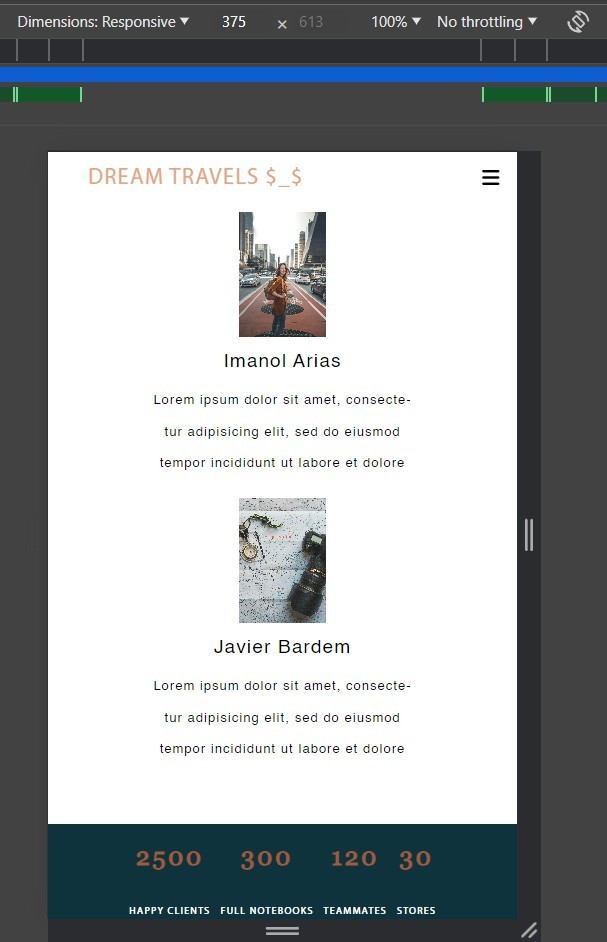 Dimensions: Responsive ▼ 375 × 613 100% ▼ No throttling ▼
DREAM TRAVELS $_$
Imanol Arias
Lorem ipsum dolor sit amet, consecte-
tur adipisicing elit, sed do eiusmod
tempor incididunt ut labore et dolore
Javier Bardem
Lorem ipsum dolor sit amet, consecte-
tur adipisicing elit, sed do eiusmod
tempor incididunt ut labore et dolore
2500 300 120 30
HAPPY CLIENTS FULL NOTEBOOKS TEAMMATES STORES